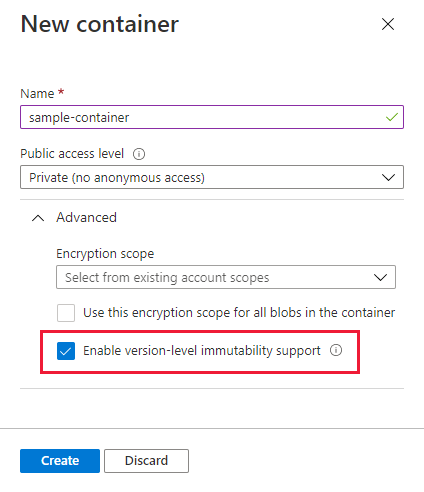 New container
Name *
sample-container
Public access level
Private (no anonymous access)
Advanced
Encryption scope
Select from existing account scopes
Use this encryption scope for all blobs in the container
Enable version-level immutability support
Create
Discard